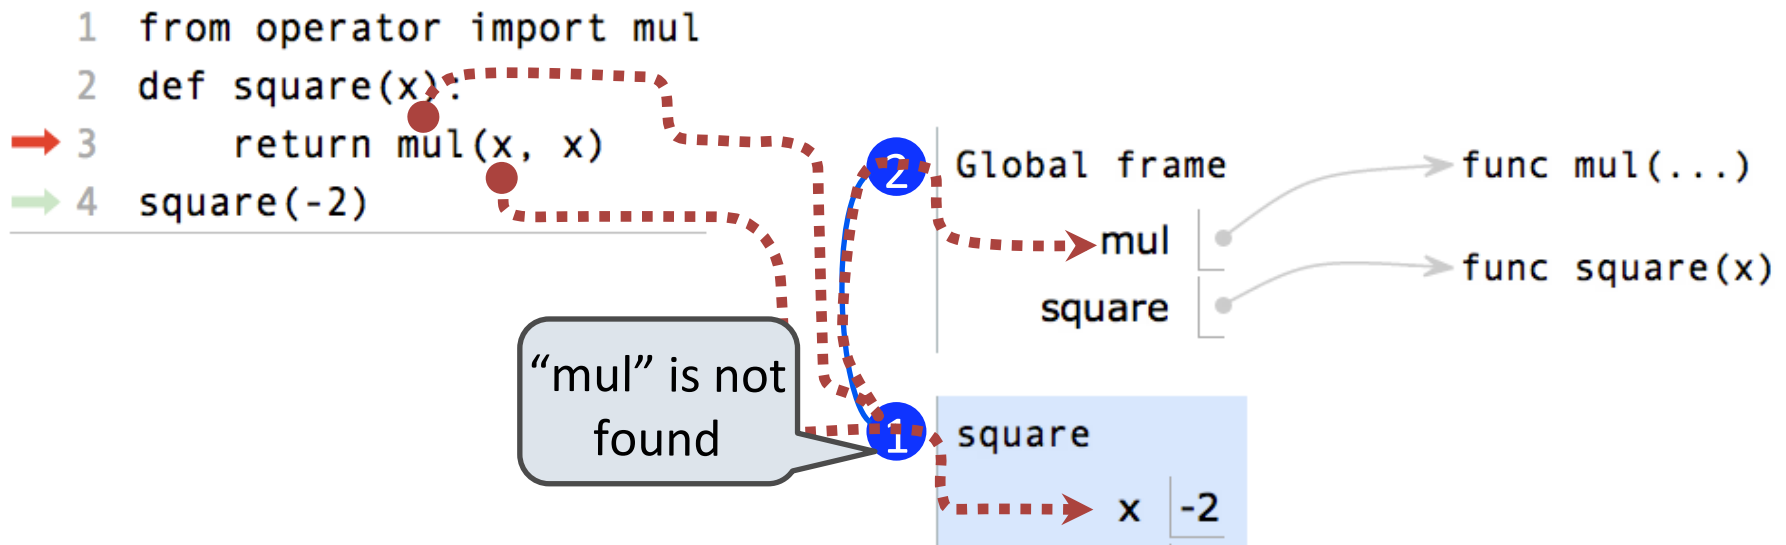 1 from operator import mul
2 def square(x):
3 return mul(x, x)
4 square(-2)
“mul” is not
found
2
1
Global frame
mul
square
func mul(...)
func square(x)
square
x -2